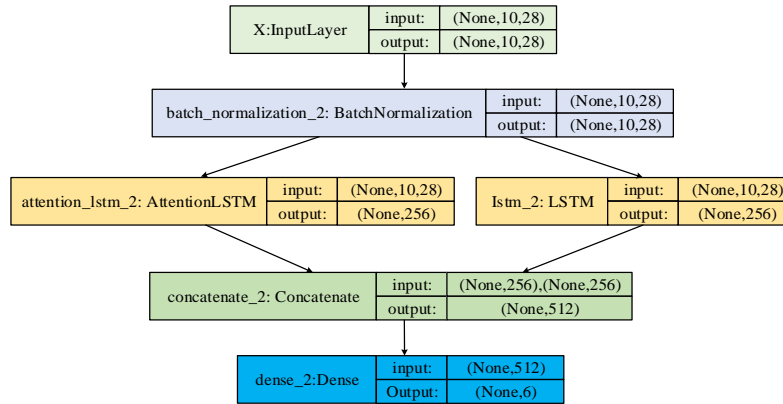 X:InputLayer
input: (None,10,28)
output: (None,10,28)
batch_normalization_2: BatchNormalization
input: (None,10,28)
output: (None,10,28)
attention_lstm_2: AttentionLSTM
input: (None,10,28)
output: (None,256)
lstm_2: LSTM
input: (None,10,28)
output: (None,256)
concatenate_2: Concatenate
input: (None,256),(None,256)
output: (None,512)
dense_2:Dense
input: (None,512)
Output: (None,6)